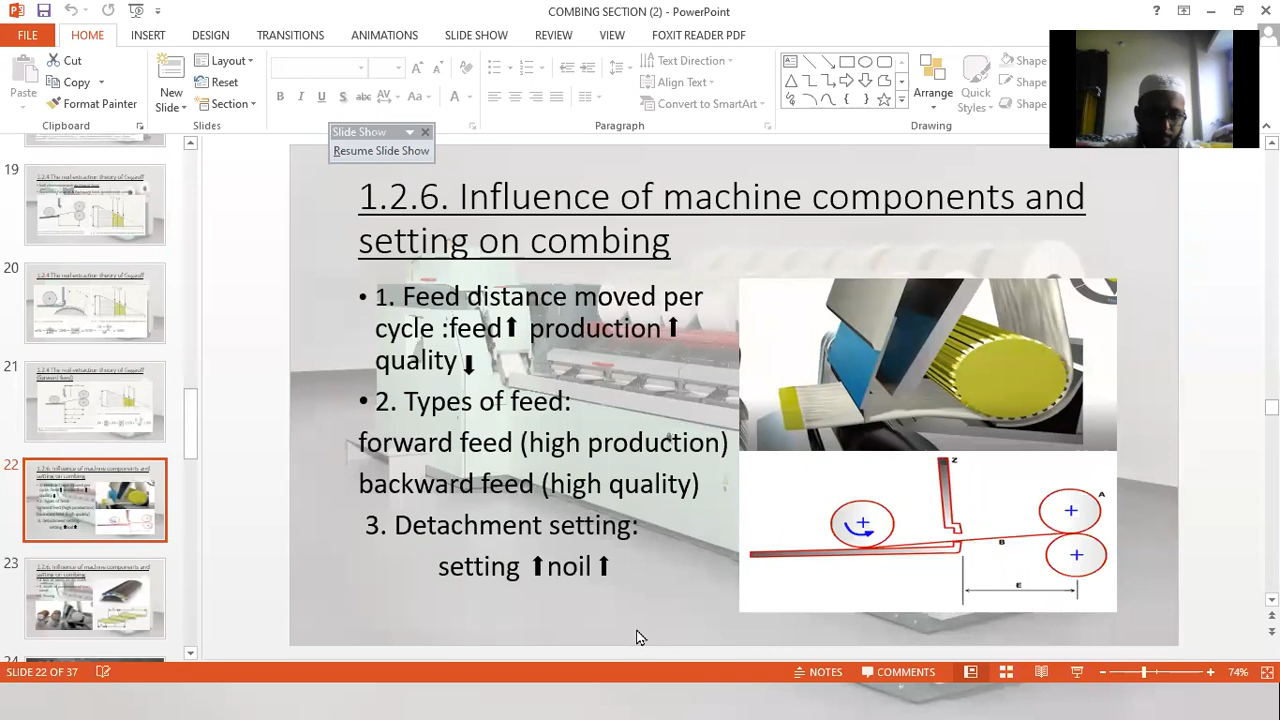 COMBING SECTION (2) - PowerPoint
?
FILE HOME INSERT DESIGN TRANSITIONS ANIMATIONS SLIDE SHOW REVIEW VIEW FOXIT READER PDF
Cut
Copy
Format Painter
Paste
Clipboard
New
Slide
Layout
Reset
Section
Slides
B I U S abc AV Aa A
A A
Text Direction
Align Text
Convert to SmartArt
Paragraph
Arrange
Quick
Styles
Shape
Shape
Shape
Drawing
Slide Show
Resume Slide Show
19
20
21
22
23
24
1.2.6. Influence of machine components and
setting on combing
• 1. Feed distance moved per
cycle :feed⬆ production⬆
quality⬇
• 2. Types of feed:
forward feed (high production)
backward feed (high quality)
3. Detachment setting:
setting ⬆noil⬆
Z
A
B
E
SLIDE 22 OF 37
NOTES COMMENTS 74%